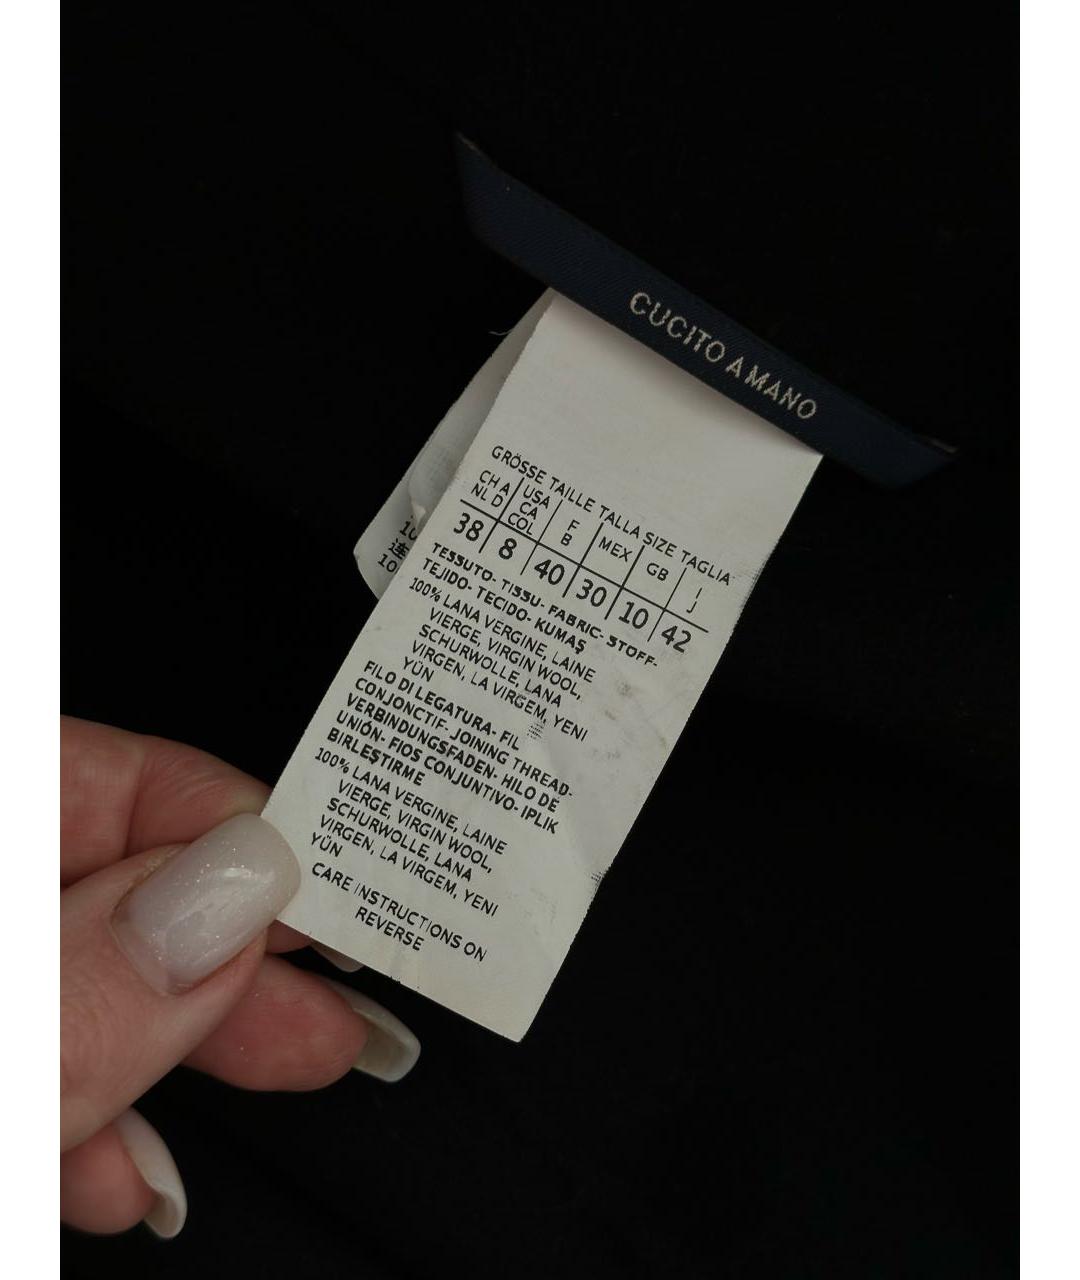 CUCITO A MANO
GRÖSSE TAILLE TALLA SIZE TAGLIA
CH A USA F MEX GB I
NL D CA B J
COL
38 8 40 30 10 42
TESSUTO- TISSU- FABRIC- STOFF-
TEJIDO- TECIDO- KUMAŞ
100% LANA VERGINE, LAINE
VIERGE, VIRGIN WOOL,
SCHURWOLLE, LANA
VIRGEN, LA VIRGEM, YENI
YÜN
FILO DI LEGATURA- FIL
CONJONCTIF- JOINING THREAD-
VERBINDUNGSFADEN- HILO DE
UNIÓN- FIOS CONJUNTIVO- IPLIK
BIRLEŞTIRME
100% LANA VERGINE, LAINE
VIERGE, VIRGIN WOOL,
SCHURWOLLE, LANA
VIRGEN, LA VIRGEM, YENI
YÜN
CARE INSTRUCTIONS ON
REVERSE